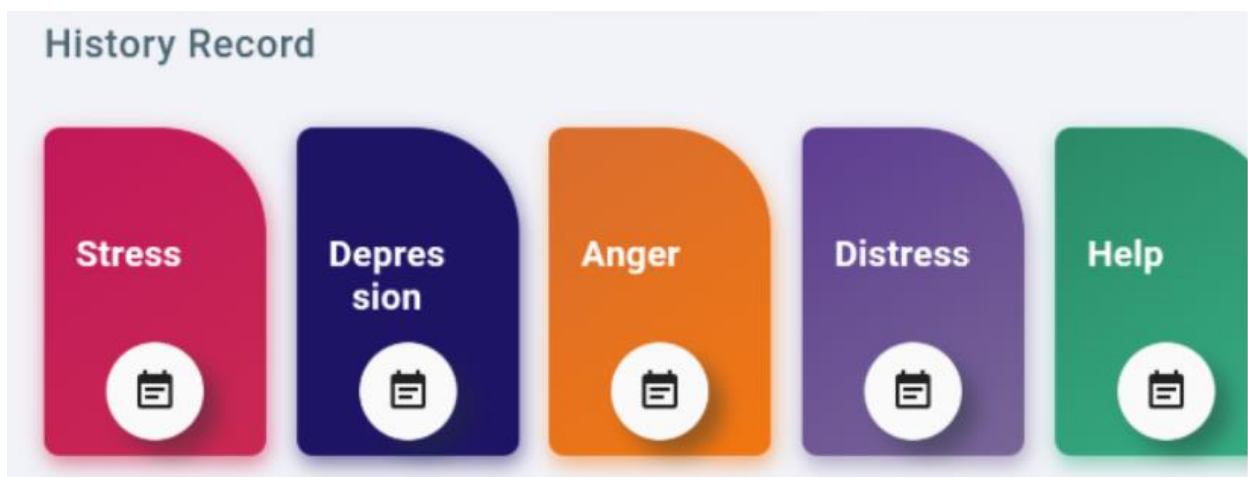 History Record
Stress
Depres
sion
Anger
Distress
Help